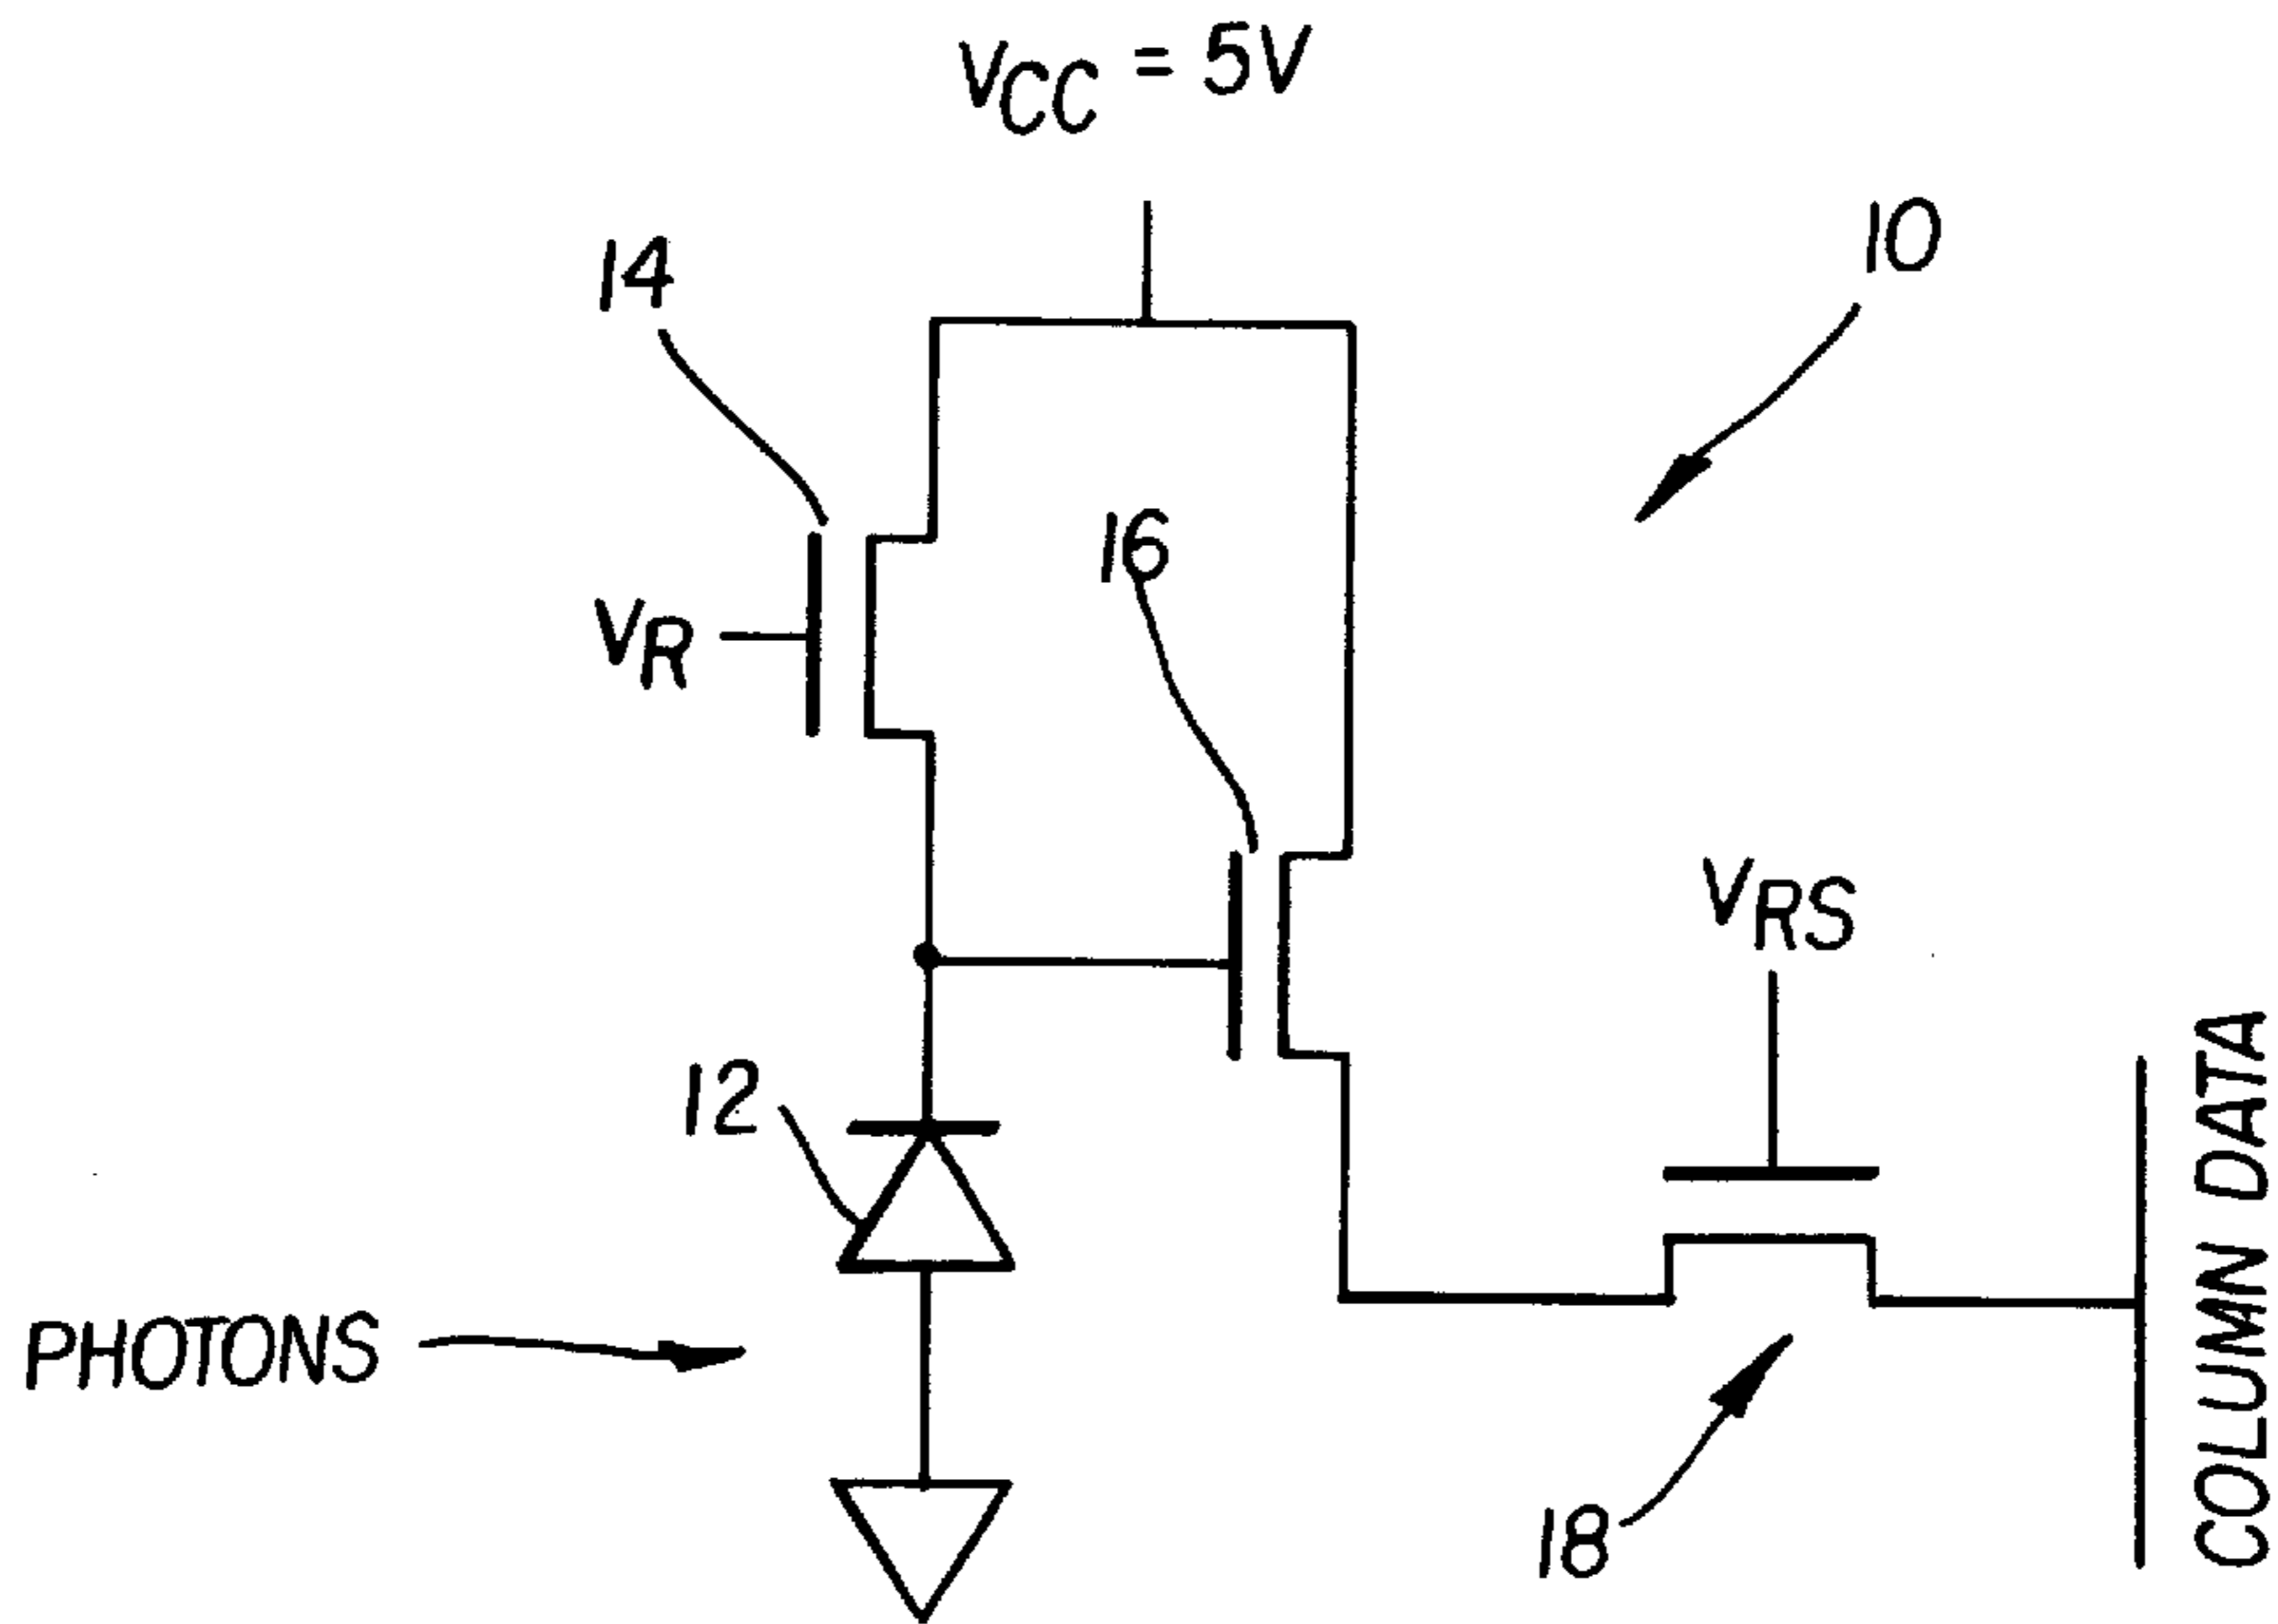 VCC = 5V
10
14
16
VR
VRS
12
PHOTONS
18
COLUMN DATA